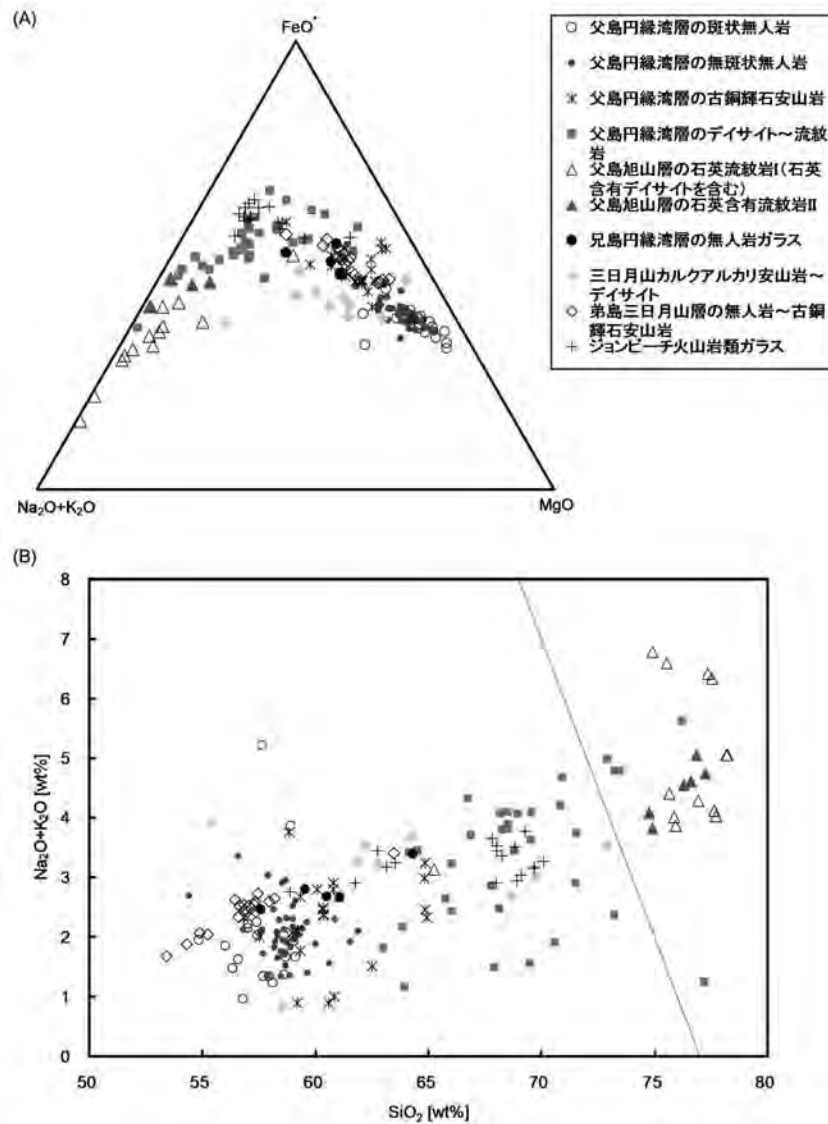 (A)
FeO*
Na₂O+K₂O
MgO
父島円縁湾層の斑状無人岩
父島円縁湾層の無斑状無人岩
父島円縁湾層の古銅輝石安山岩
父島円縁湾層のデイサイト～流紋
岩
父島旭山層の石英流紋岩I（石英
含有デイサイトを含む）
父島旭山層の石英含有流紋岩II
兄島円縁湾層の無人岩ガラス
三日月山カルクアルカリ安山岩～
デイサイト
弟島三日月山層の無人岩～古銅
輝石安山岩
ジョンビーチ火山岩類ガラス
(B)
Na₂O+K₂O [wt%]
8
7
6
5
4
3
2
1
0
50
55
60
65
70
75
80
SiO₂ [wt%]